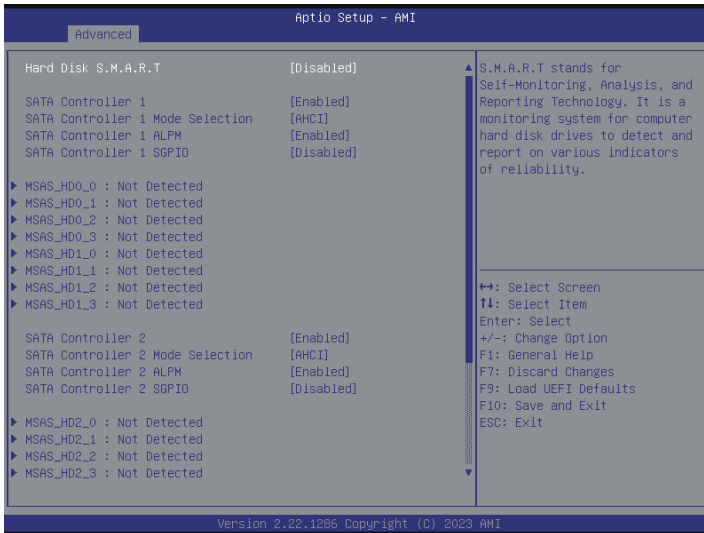 Aptio Setup – AMI
Advanced
Hard Disk S.M.A.R.T [Disabled]
SATA Controller 1 [Enabled]
SATA Controller 1 Mode Selection [AHCI]
SATA Controller 1 ALPM [Enabled]
SATA Controller 1 SGPIO [Disabled]
MSAS_HD0_0 : Not Detected
MSAS_HD0_1 : Not Detected
MSAS_HD0_2 : Not Detected
MSAS_HD0_3 : Not Detected
MSAS_HD1_0 : Not Detected
MSAS_HD1_1 : Not Detected
MSAS_HD1_2 : Not Detected
MSAS_HD1_3 : Not Detected
SATA Controller 2 [Enabled]
SATA Controller 2 Mode Selection [AHCI]
SATA Controller 2 ALPM [Enabled]
SATA Controller 2 SGPIO [Disabled]
MSAS_HD2_0 : Not Detected
MSAS_HD2_1 : Not Detected
MSAS_HD2_2 : Not Detected
MSAS_HD2_3 : Not Detected
S.M.A.R.T stands for
Self-Monitoring, Analysis, and
Reporting Technology. It is a
monitoring system for computer
hard disk drives to detect and
report on various indicators
of reliability.
↔: Select Screen
↑↓: Select Item
Enter: Select
+/-: Change Option
F1: General Help
F7: Discard Changes
F9: Load UEFI Defaults
F10: Save and Exit
ESC: Exit
Version 2.22.1286 Copyright (C) 2023 AMI